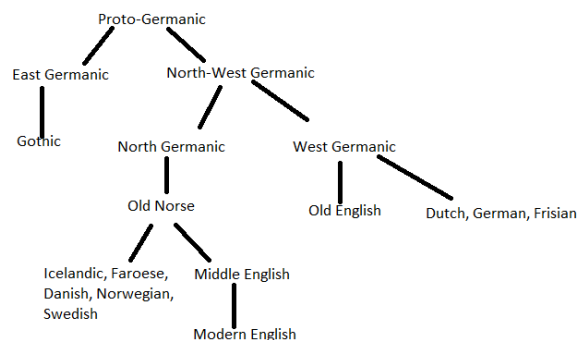 Proto-Germanic
East Germanic
North-West Germanic
Gothic
North Germanic
West Germanic
Old Norse
Old English
Dutch, German, Frisian
Icelandic, Faroese,
Danish, Norwegian,
Swedish
Middle English
Modern English